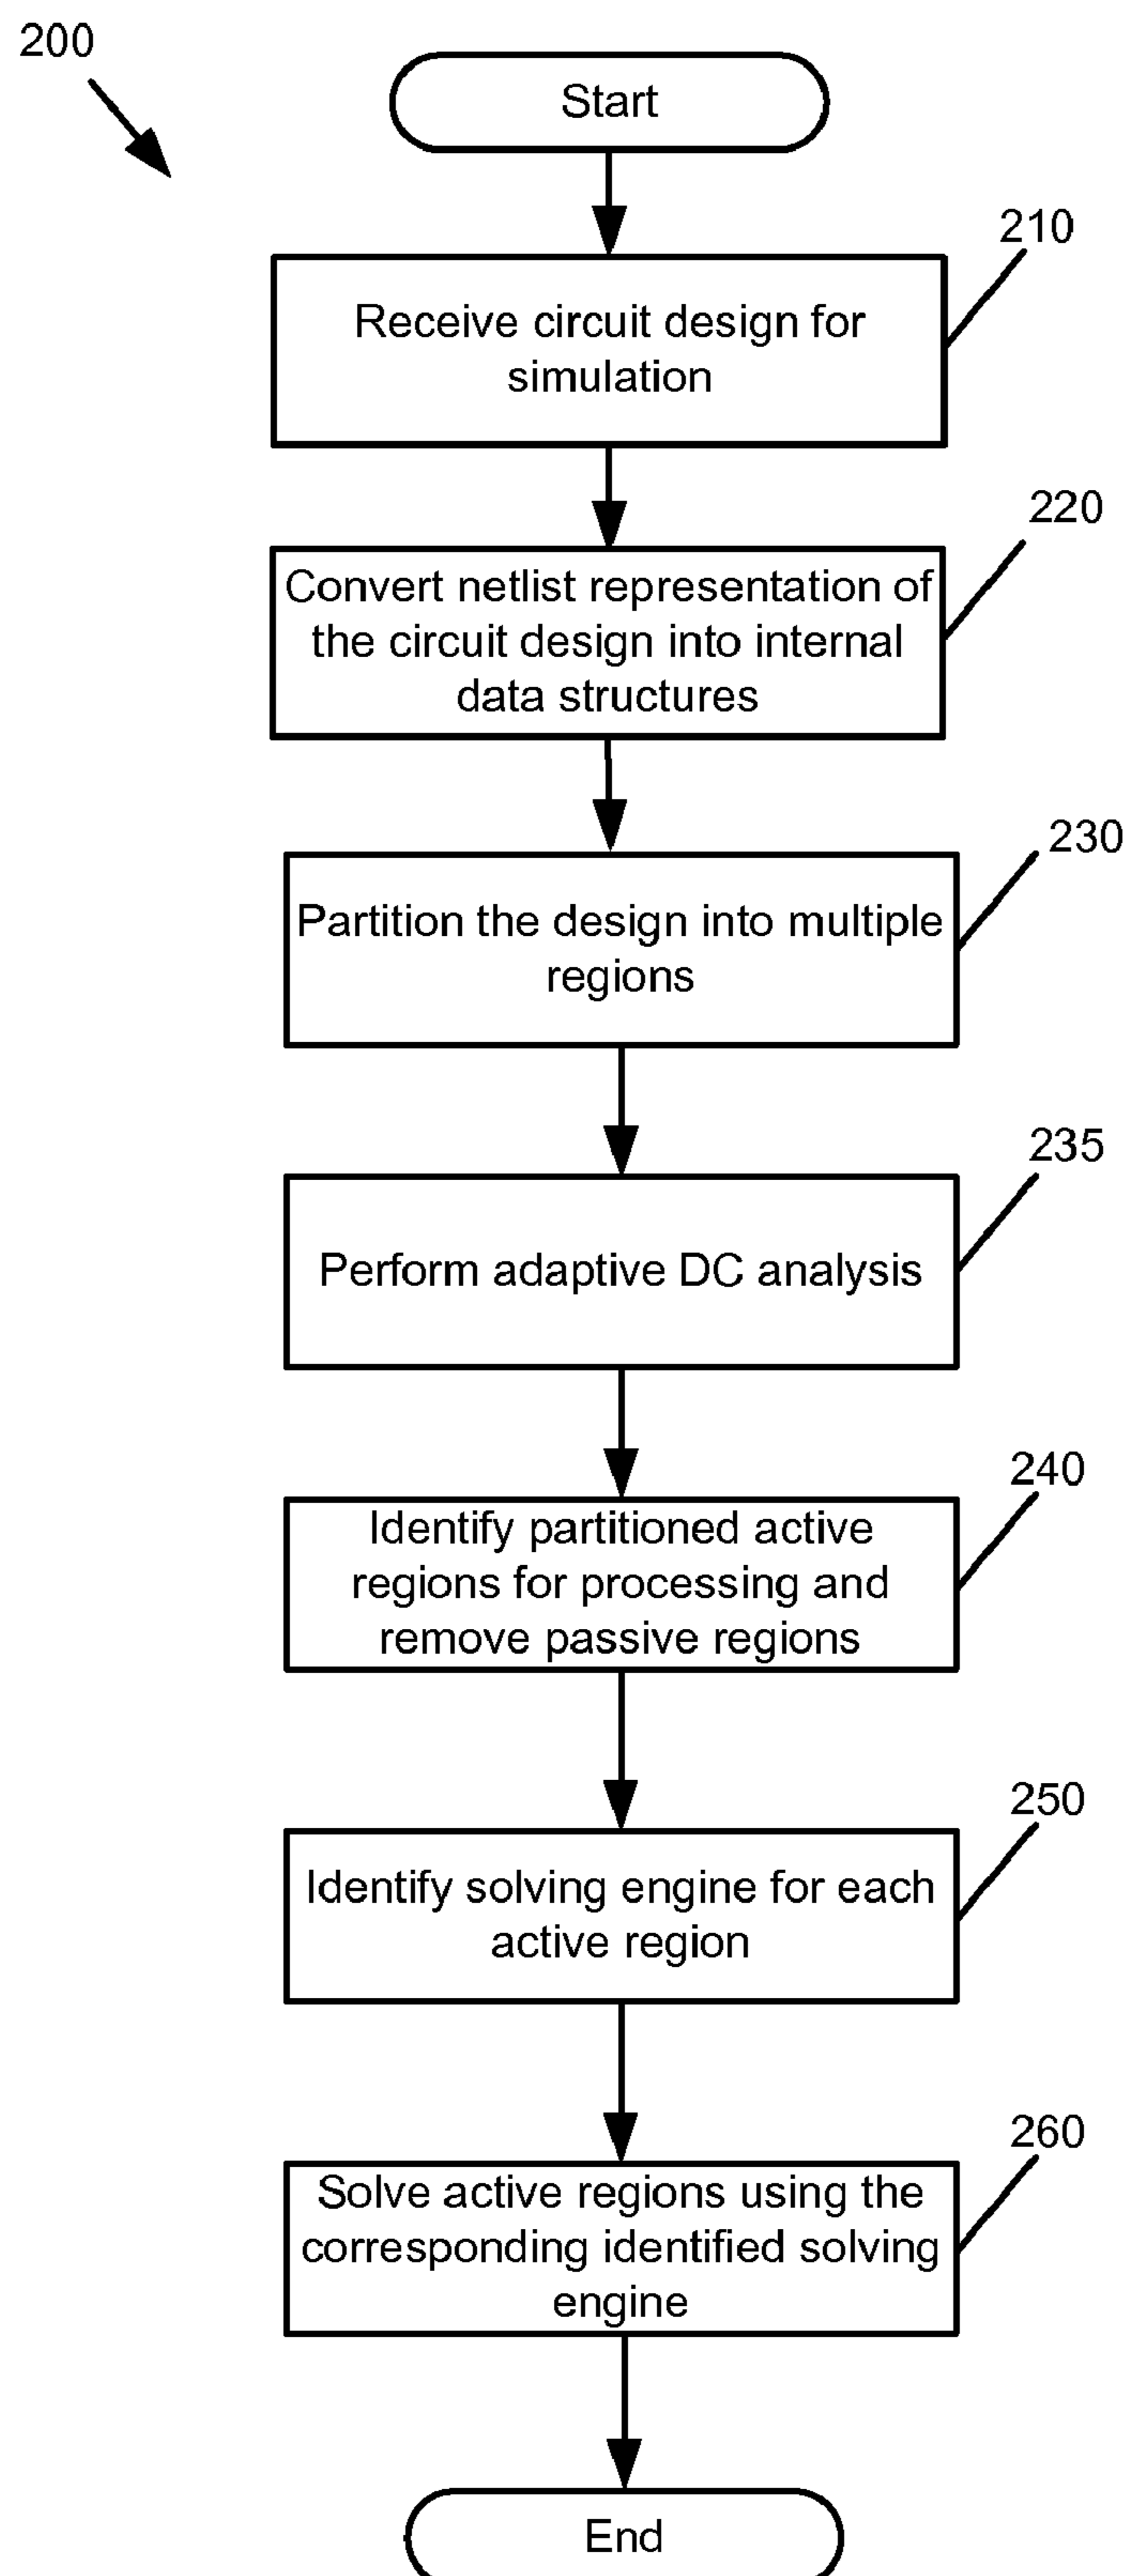 200
Start
210
Receive circuit design for
simulation
220
Convert netlist representation of
the circuit design into internal
data structures
230
Partition the design into multiple
regions
235
Perform adaptive DC analysis
240
Identify partitioned active
regions for processing and
remove passive regions
250
Identify solving engine for each
active region
260
Solve active regions using the
corresponding identified solving
engine
End